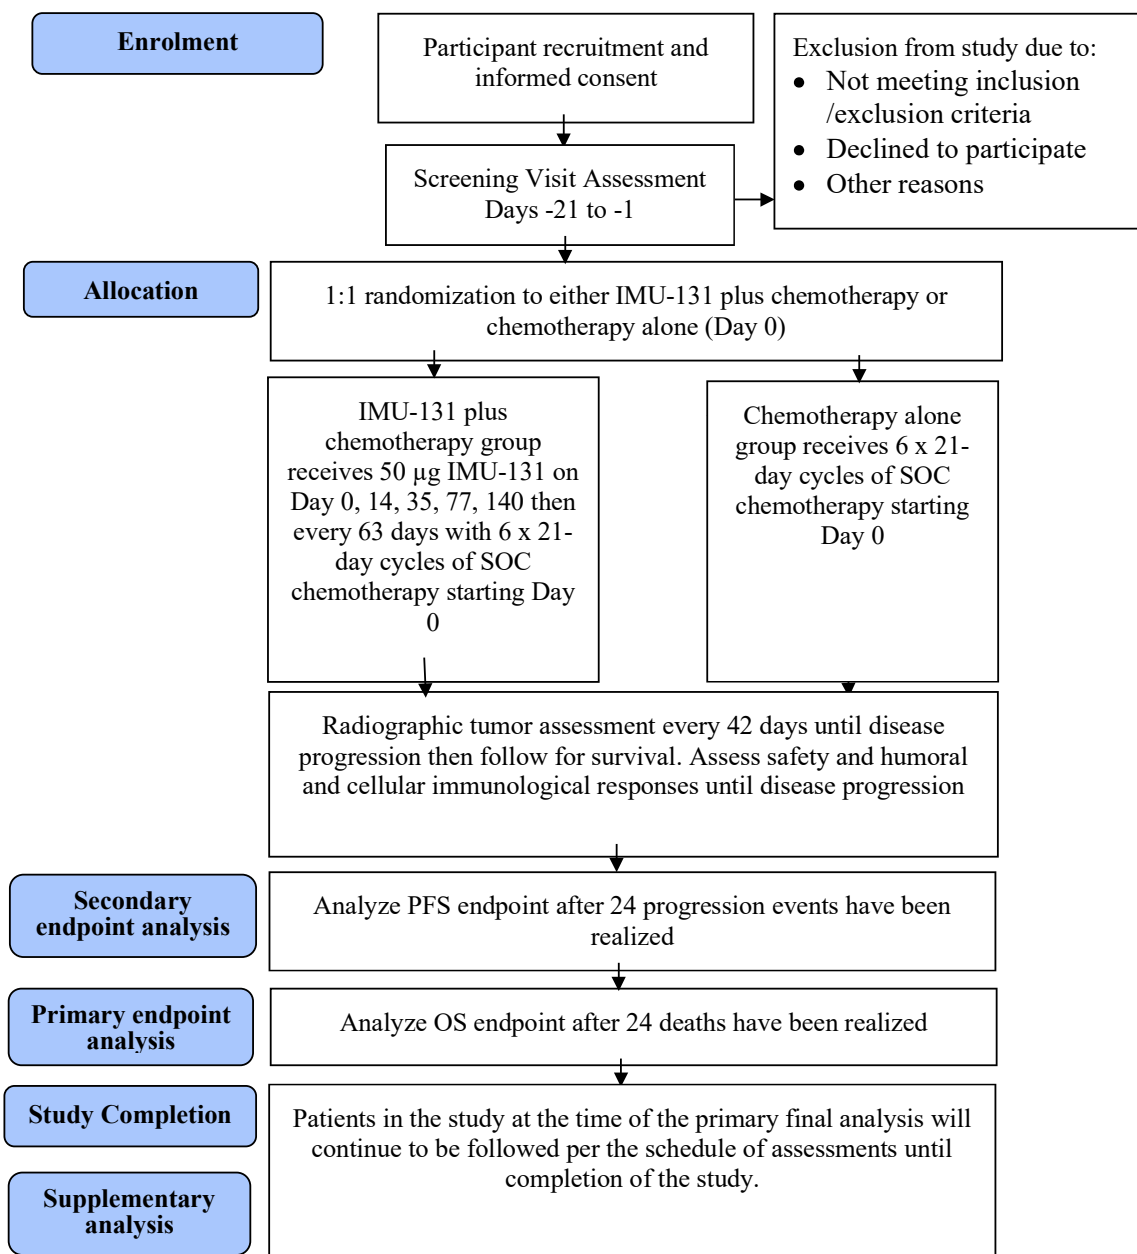 Enrolment
Participant recruitment and
informed consent
Exclusion from study due to:
• Not meeting inclusion
/exclusion criteria
• Declined to participate
• Other reasons
Screening Visit Assessment
Days -21 to -1
Allocation
1:1 randomization to either IMU-131 plus chemotherapy or
chemotherapy alone (Day 0)
IMU-131 plus
chemotherapy group
receives 50 µg IMU-131 on
Day 0, 14, 35, 77, 140 then
every 63 days with 6 x 21-
day cycles of SOC
chemotherapy starting Day
0
Chemotherapy alone
group receives 6 x 21-
day cycles of SOC
chemotherapy starting
Day 0
Radiographic tumor assessment every 42 days until disease
progression then follow for survival. Assess safety and humoral
and cellular immunological responses until disease progression
Secondary
endpoint analysis
Analyze PFS endpoint after 24 progression events have been
realized
Primary endpoint
analysis
Analyze OS endpoint after 24 deaths have been realized
Study Completion
Patients in the study at the time of the primary final analysis will
continue to be followed per the schedule of assessments until
completion of the study.
Supplementary
analysis